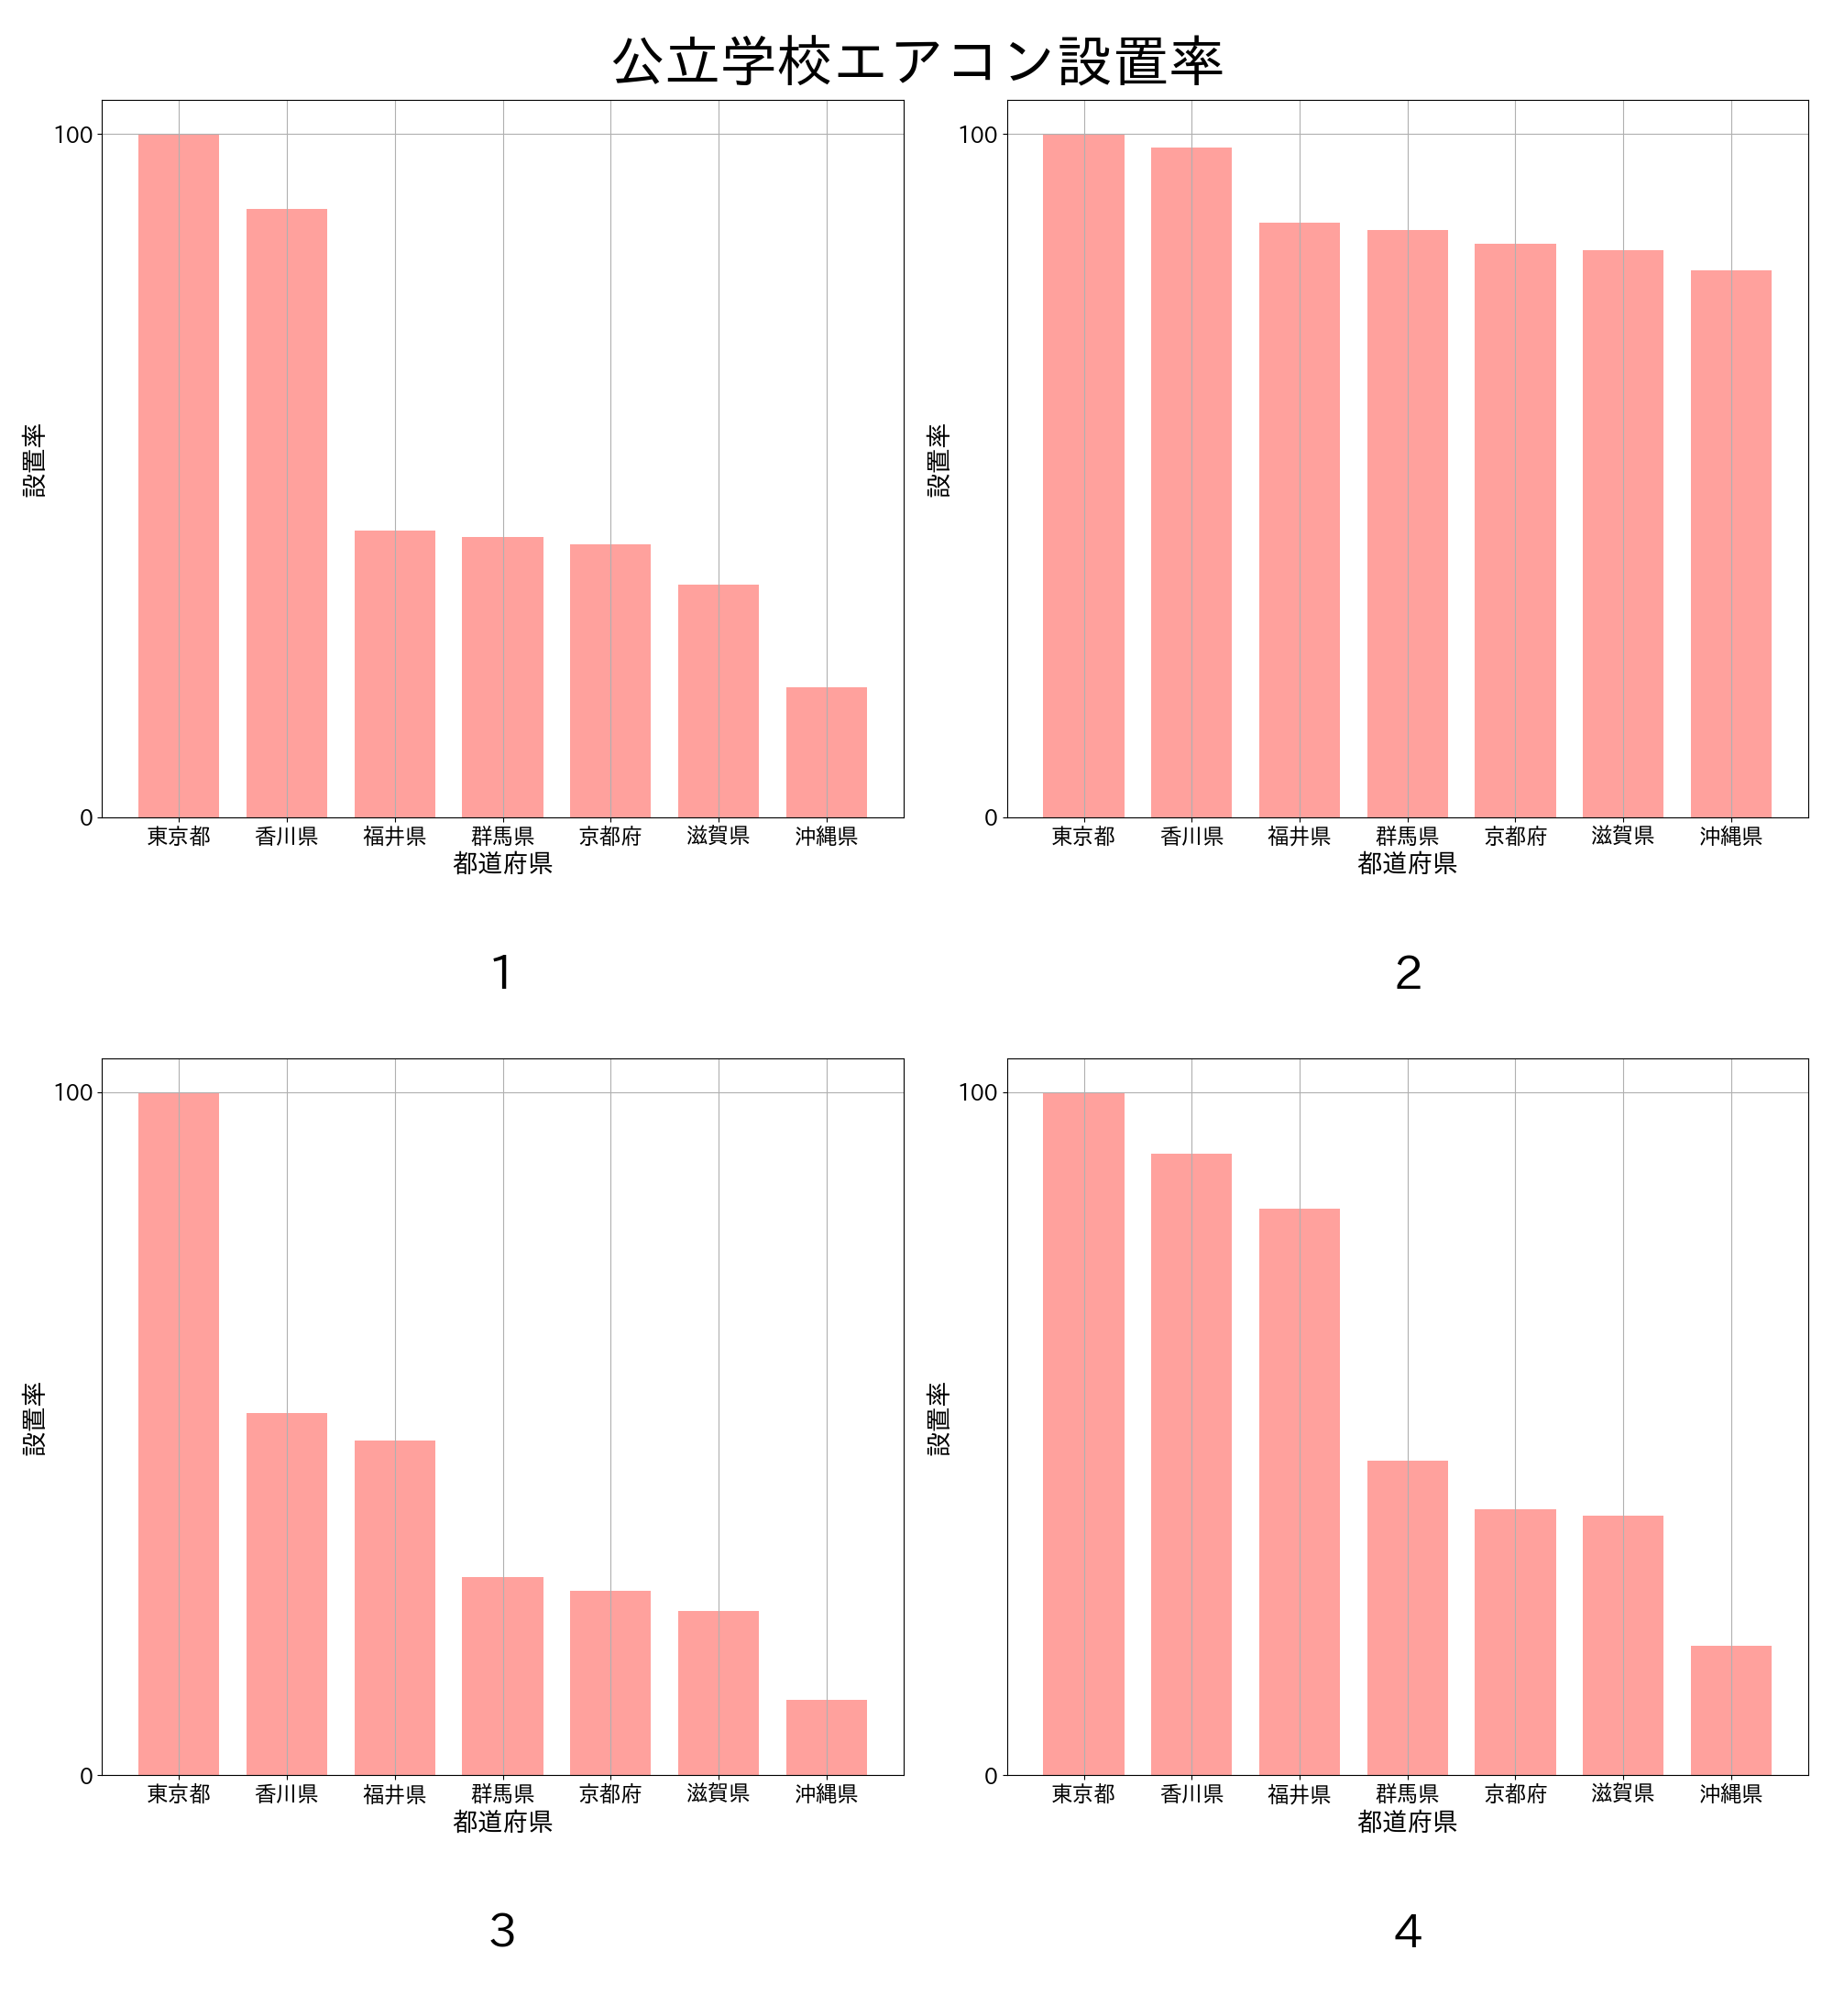 公立学校エアコン設置率
100
0
設置率
東京都 香川県 福井県 群馬県 京都府 滋賀県 沖縄県
都道府県
1
100
0
設置率
東京都 香川県 福井県 群馬県 京都府 滋賀県 沖縄県
都道府県
2
100
0
設置率
東京都 香川県 福井県 群馬県 京都府 滋賀県 沖縄県
都道府県
3
100
0
設置率
東京都 香川県 福井県 群馬県 京都府 滋賀県 沖縄県
都道府県
4